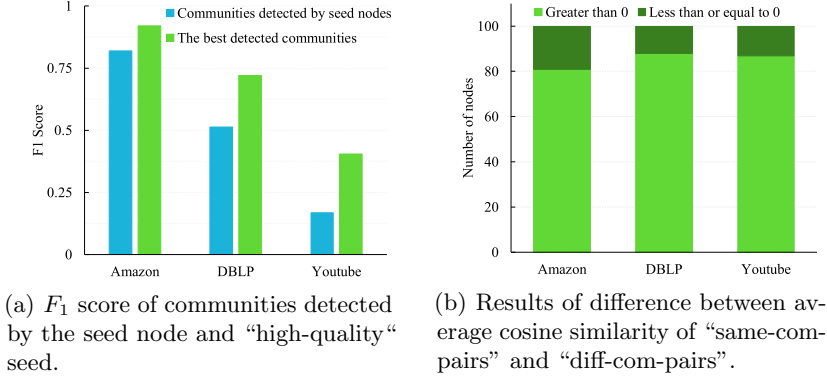 Communities detected by seed nodes
The best detected communities
F1 Score
1
0.75
0.5
0.25
0
Amazon
DBLP
Youtube
(a) F1 score of communities detected
by the seed node and “high-quality“
seed.
Greater than 0
Less than or equal to 0
Number of nodes
100
80
60
40
20
0
Amazon
DBLP
Youtube
(b) Results of difference between av-
erage cosine similarity of “same-com-
pairs” and “diff-com-pairs”.